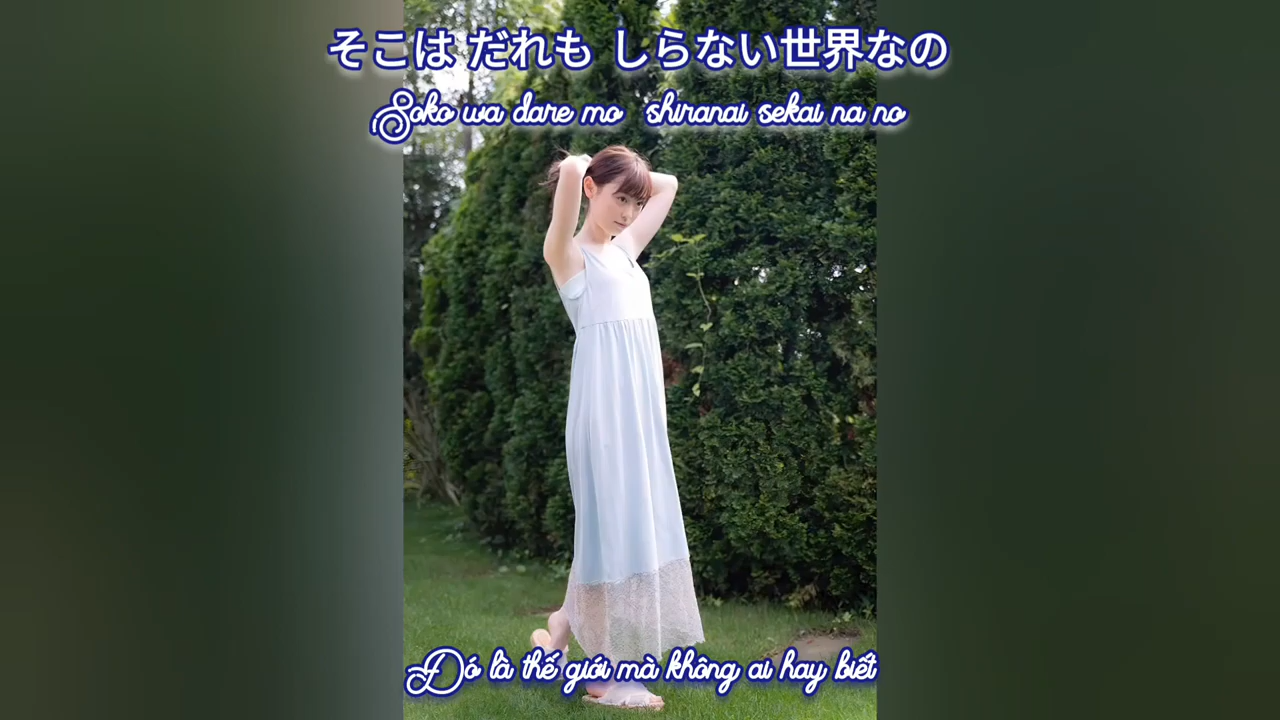 そこは だれも しらない世界なの
Soko wa dare mo shiranai sekai na no
Đó là thế giới mà không ai hay biết